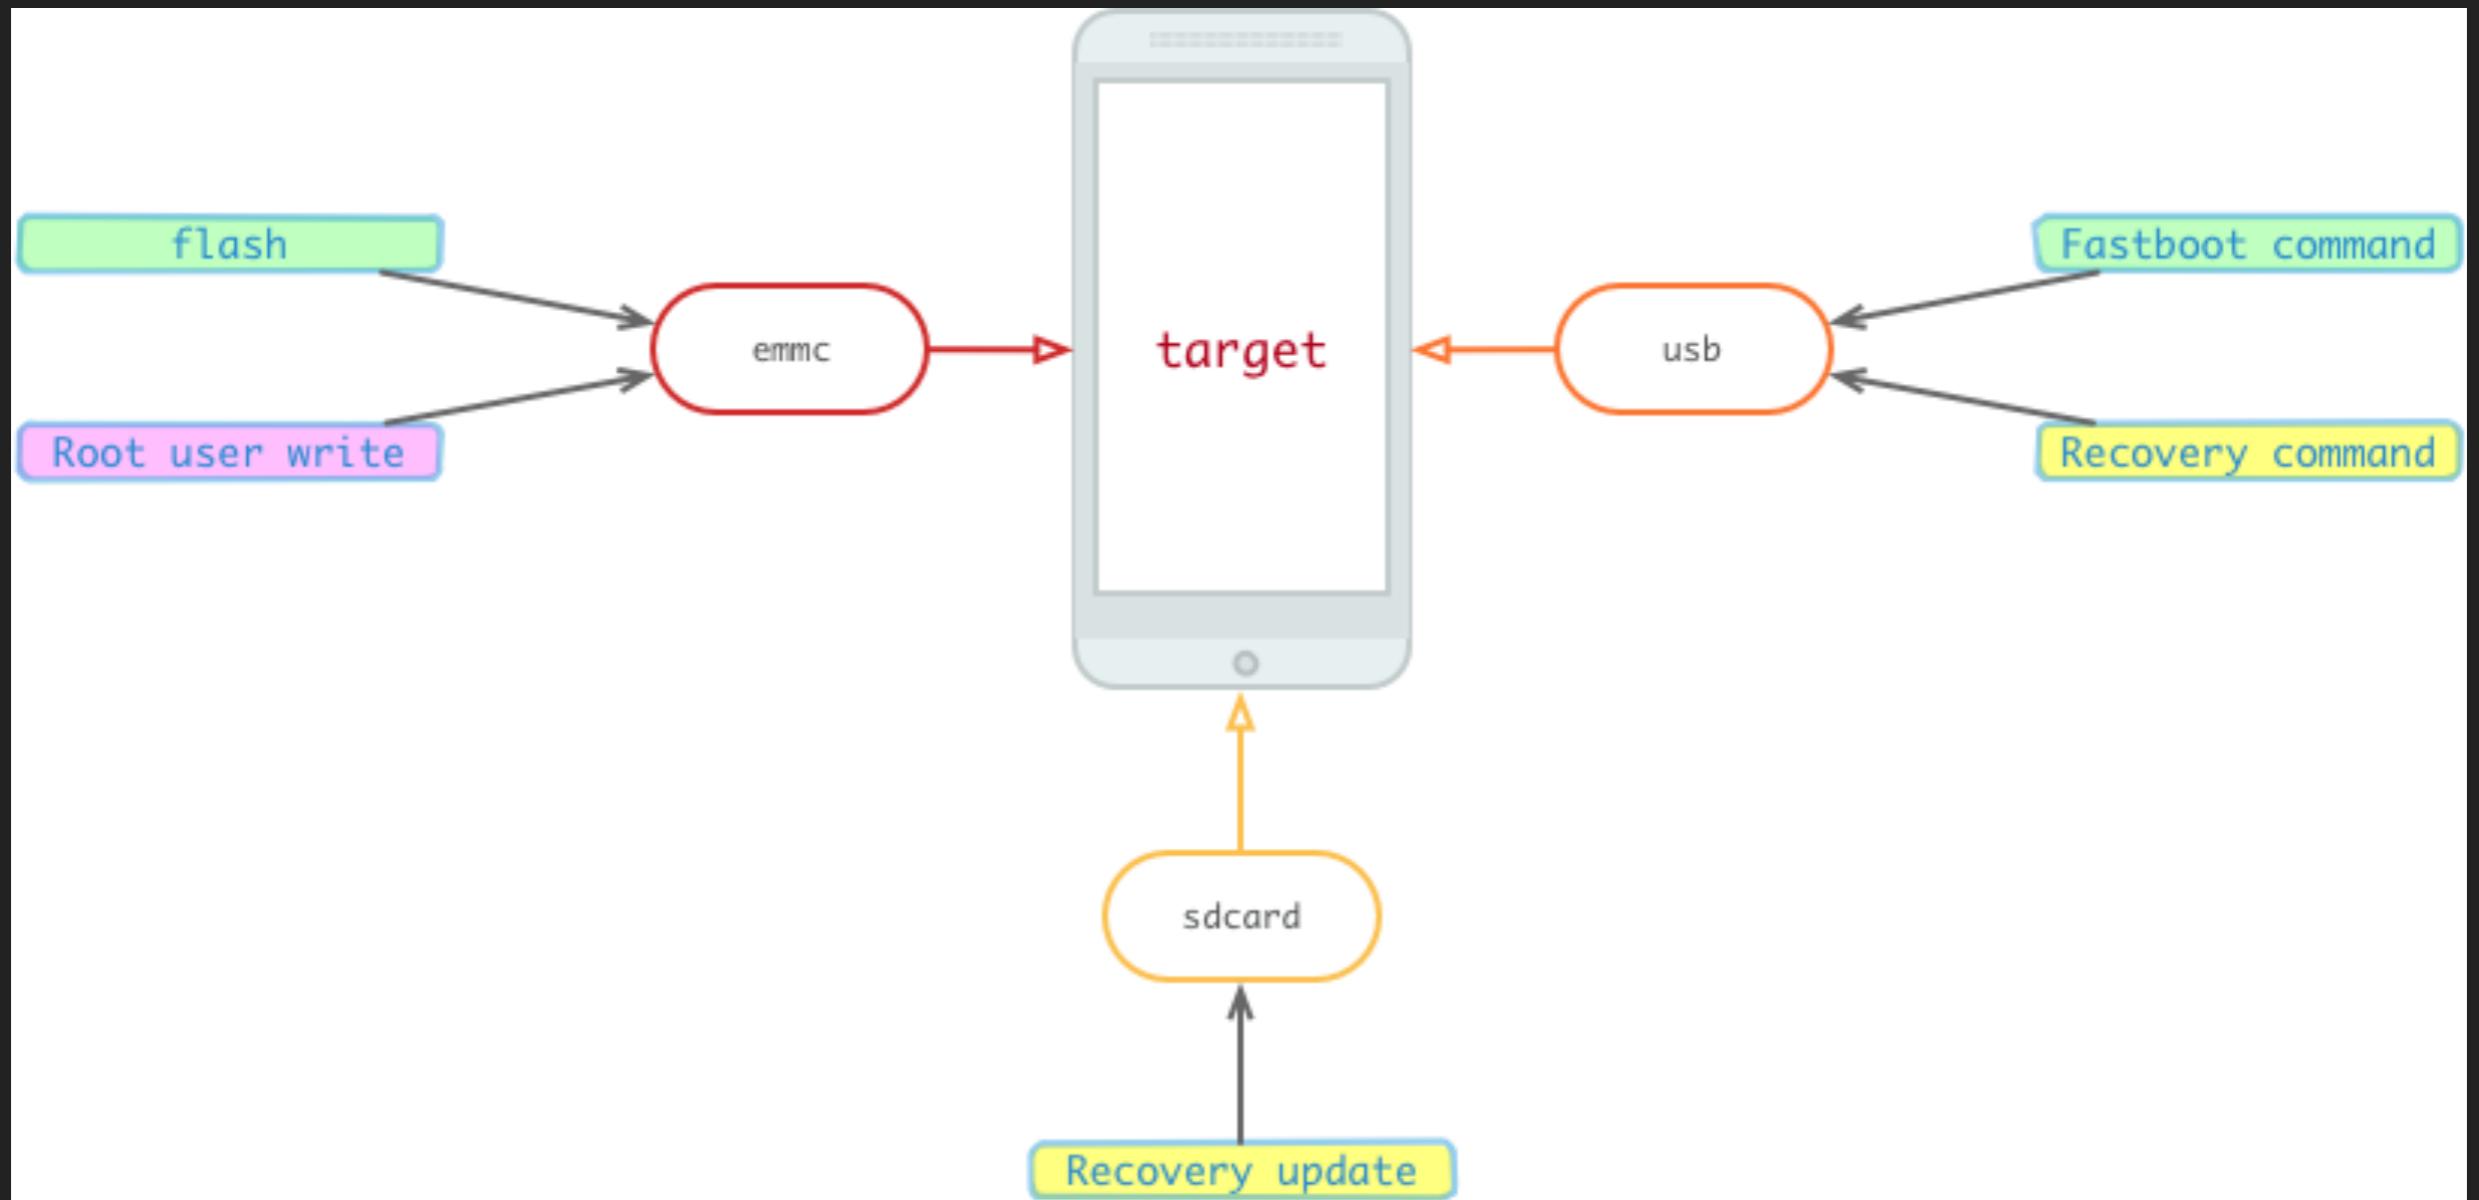 flash
Fastboot command
emmc
target
usb
Root user write
Recovery command
sdcard
Recovery update